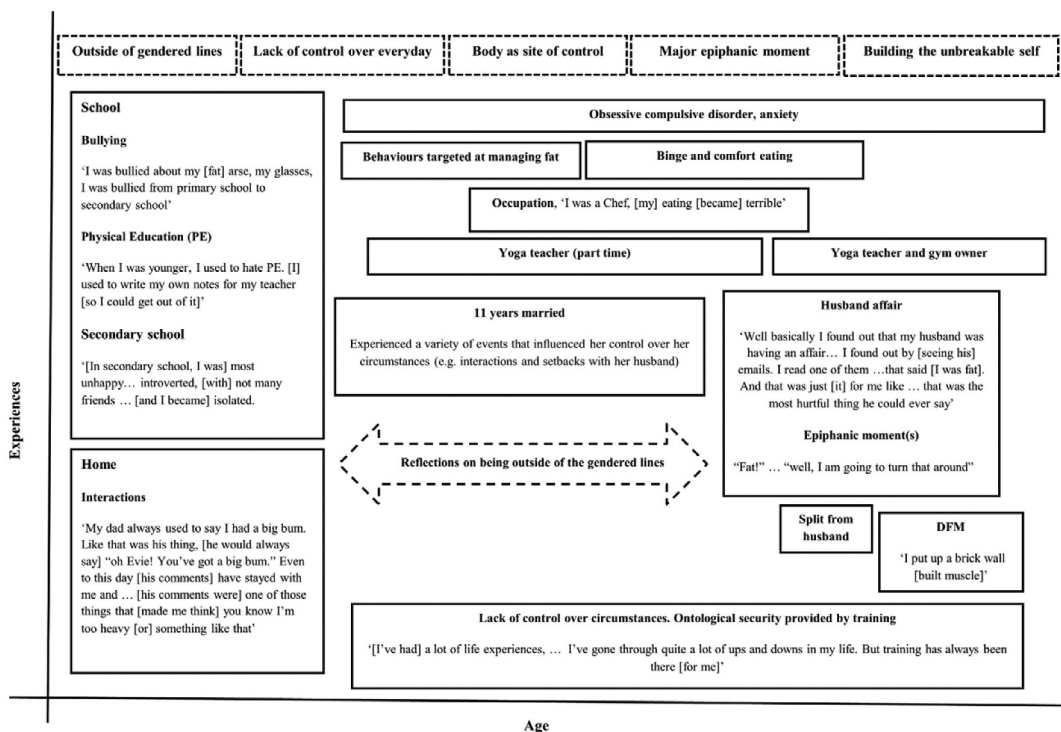 Outside of gendered lines
Lack of control over everyday
Body as site of control
Major epiphanic moment
Building the unbreakable self
School
Bullying
‘I was bullied about my [fat] arse, my glasses,
I was bullied from primary school to
secondary school’
Physical Education (PE)
‘When I was younger, I used to hate PE. [I]
used to write my own notes for my teacher
[so I could get out of it]’
Secondary school
‘[In secondary school, I was] most
unhappy… introverted, [with] not many
friends … [and I became] isolated.
Home
Interactions
‘My dad always used to say I had a big bum.
Like that was his thing, [he would always
say] “oh Evie! You’ve got a big bum.” Even
to this day [his comments] have stayed with
me and … [his comments were] one of those
things that [made me think] you know I’m
too heavy [or] something like that’
Obsessive compulsive disorder, anxiety
Behaviours targeted at managing fat
Binge and comfort eating
Occupation, ‘I was a Chef, [my] eating [became] terrible’
Yoga teacher (part time)
Yoga teacher and gym owner
11 years married
Experienced a variety of events that influenced her control over her
circumstances (e.g. interactions and setbacks with her husband)
Husband affair
‘Well basically I found out that my husband was
having an affair… I found out by [seeing his]
emails. I read one of them …that said [I was fat].
And that was just [it] for me like … that was the
most hurtful thing he could ever say’
Epiphanic moment(s)
“Fat!” … “well, I am going to turn that around”
Reflections on being outside of the gendered lines
Split from
husband
DFM
‘I put up a brick wall
[built muscle]’
Lack of control over circumstances. Ontological security provided by training
‘[I’ve had] a lot of life experiences, … I’ve gone through quite a lot of ups and downs in my life. But training has always been
there [for me]’
Experiences
Age